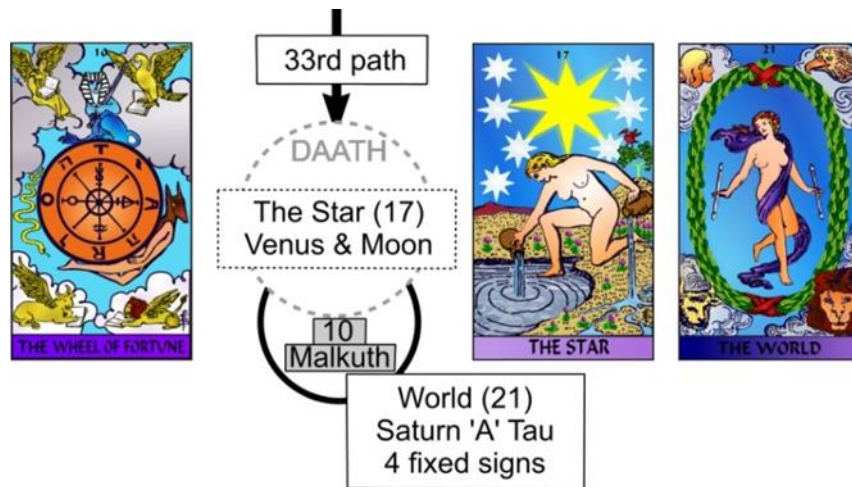 10
THE WHEEL OF FORTUNE
33rd path
DAATH
The Star (17)
Venus & Moon
10
Malkuth
World (21)
Saturn 'A' Tau
4 fixed signs
17
THE STAR
21
THE WORLD